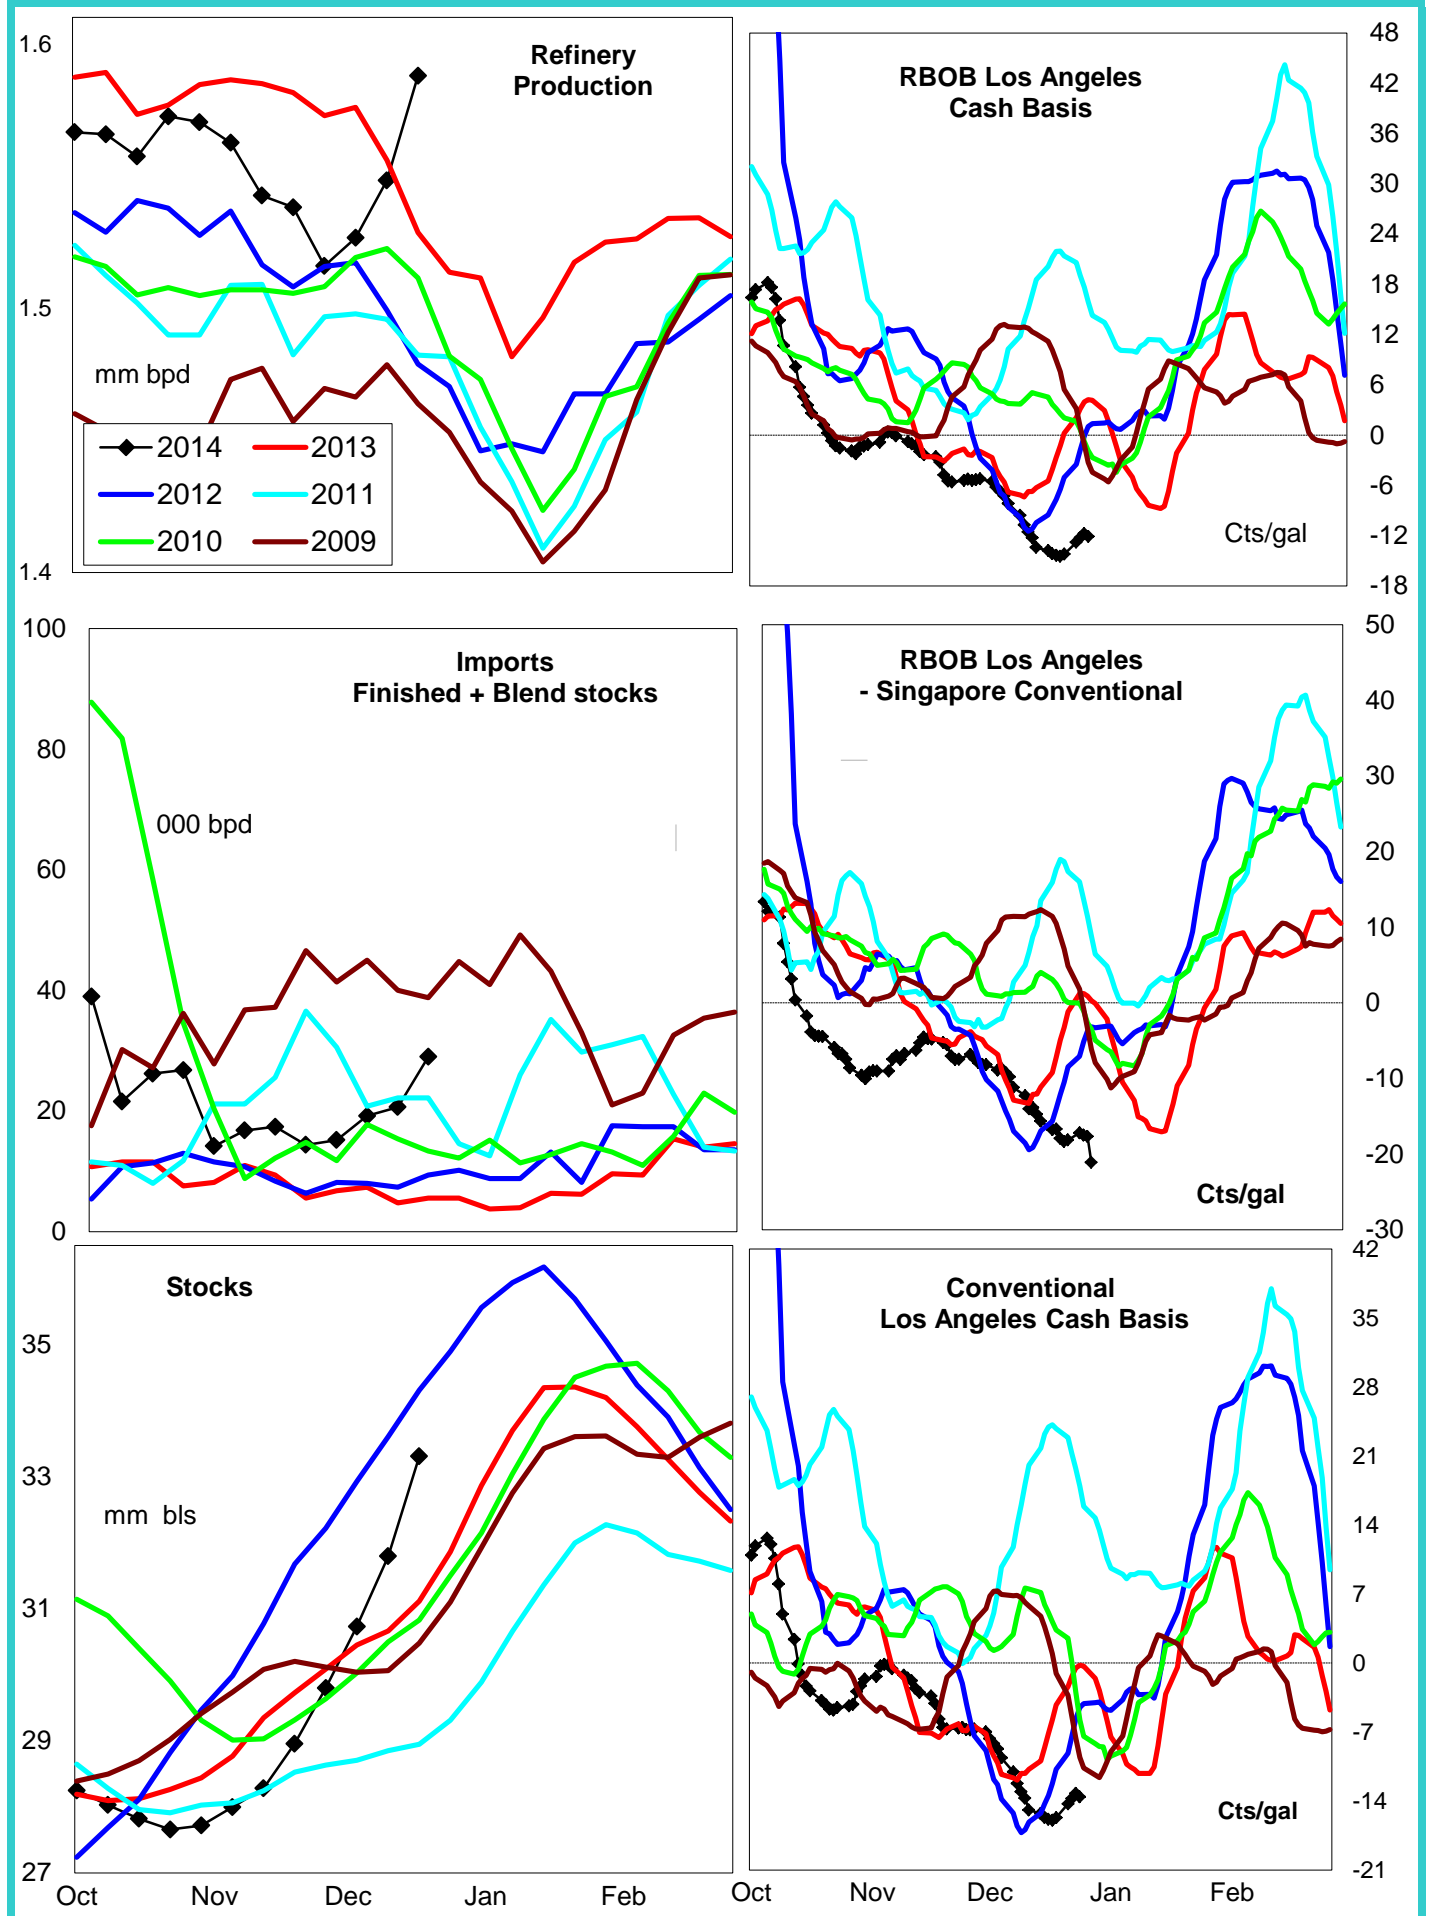 1.6
1.5
1.4
Refinery
Production
mm bpd
2014
2013
2012
2011
2010
2009
RBOB Los Angeles
Cash Basis
Cts/gal
48
42
36
30
24
18
12
6
0
-6
-12
-18
100
80
60
40
20
0
Imports
Finished + Blend stocks
000 bpd
RBOB Los Angeles
- Singapore Conventional
Cts/gal
50
40
30
20
10
0
-10
-20
-30
35
33
31
29
27
Stocks
mm bls
Oct
Nov
Dec
Jan
Feb
Conventional
Los Angeles Cash Basis
Cts/gal
42
35
28
21
14
7
0
-7
-14
-21
Oct
Nov
Dec
Jan
Feb